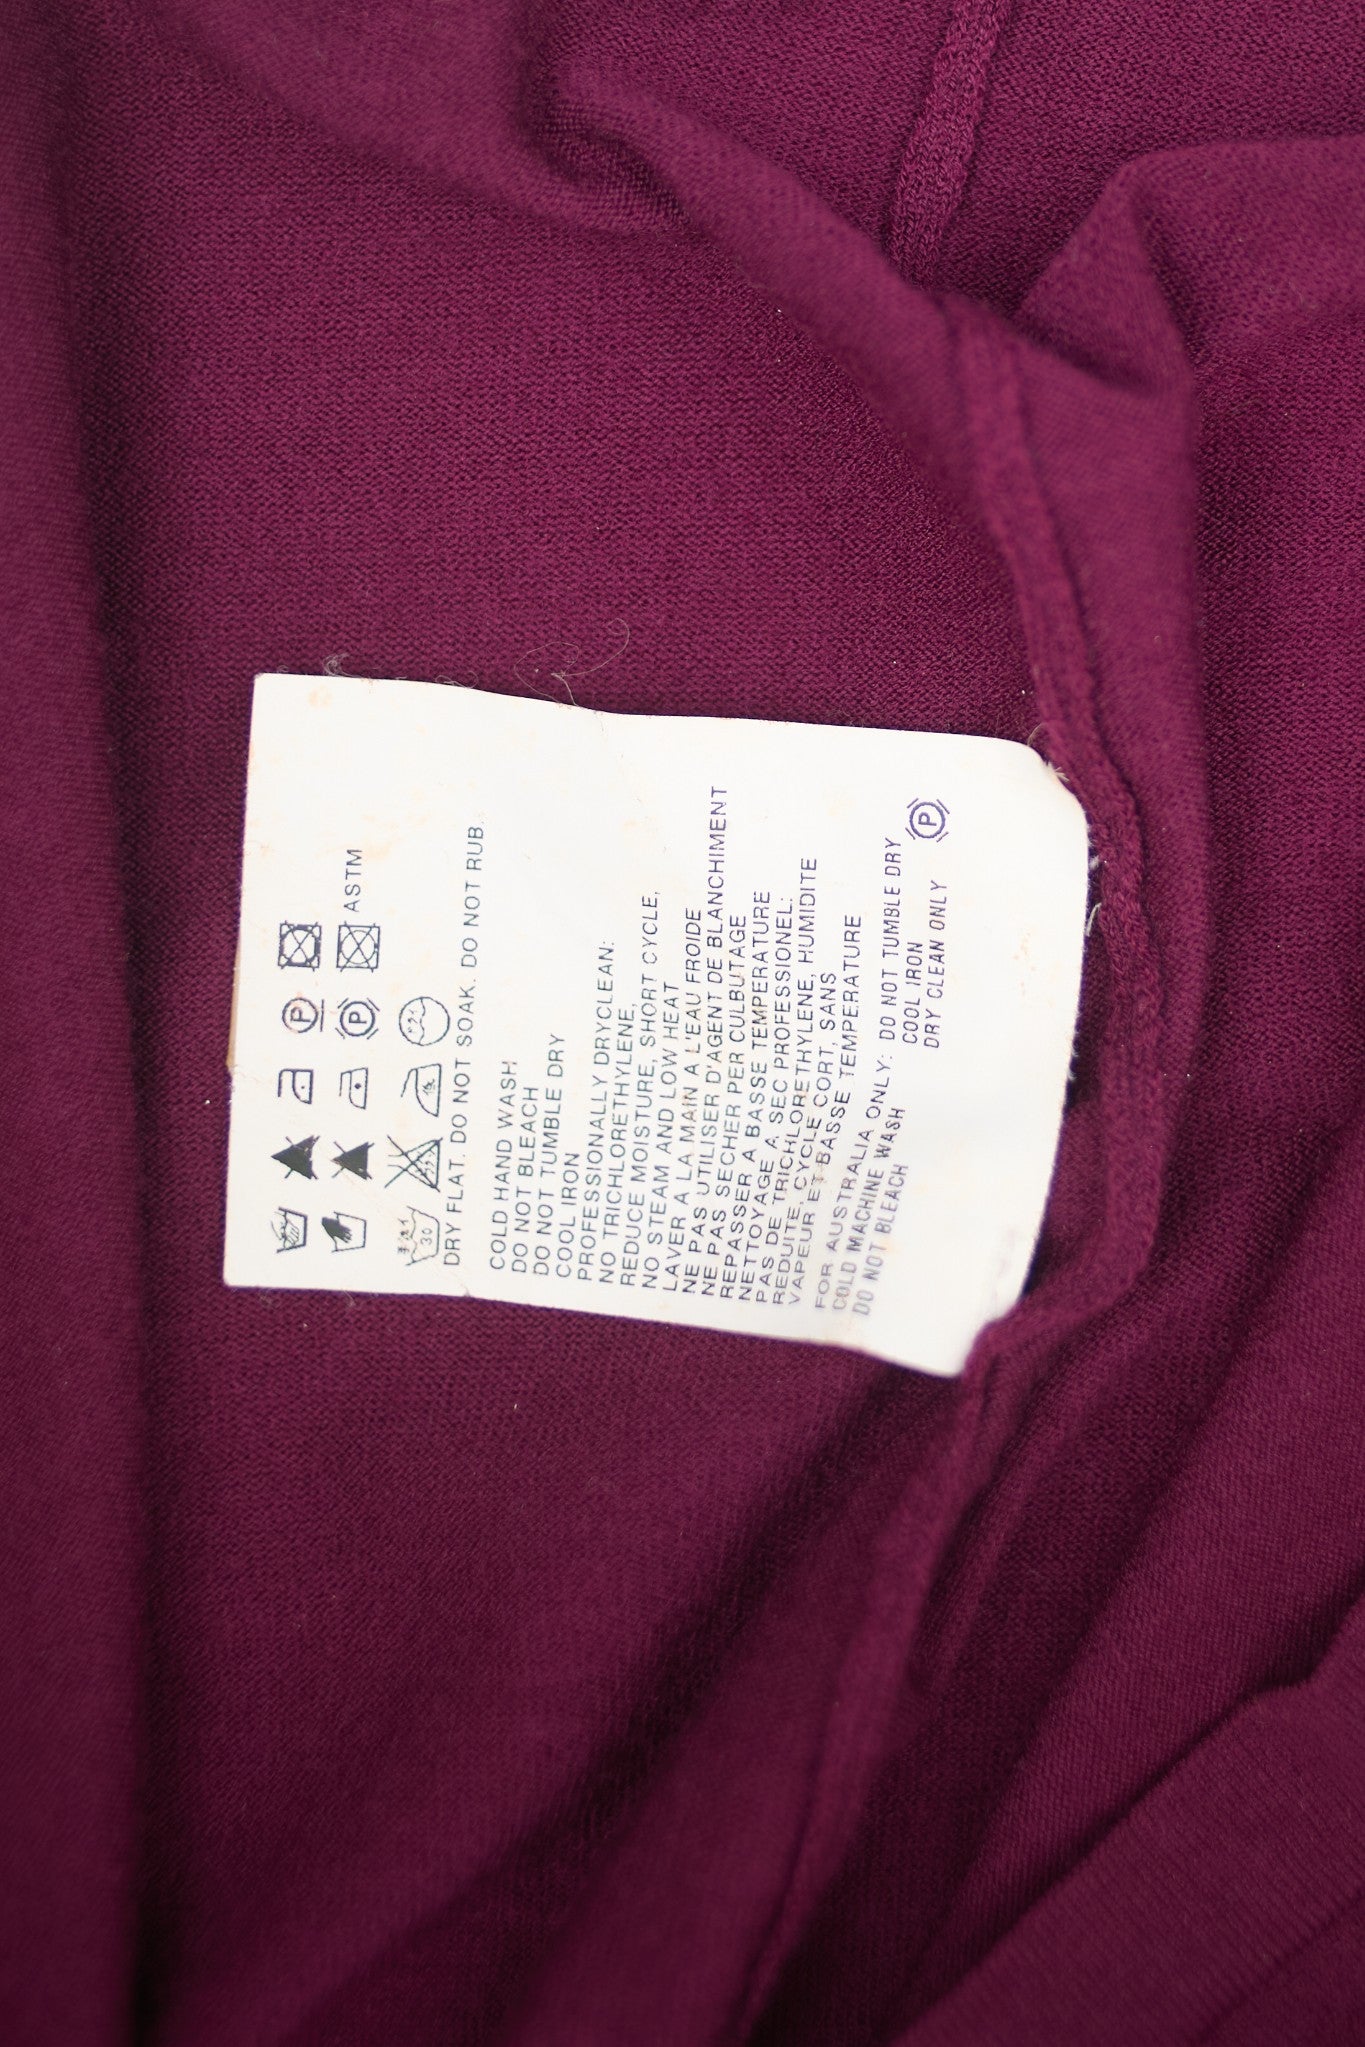 ASTM
P
P
30
DRY FLAT. DO NOT SOAK. DO NOT RUB.
COLD HAND WASH
DO NOT BLEACH
DO NOT TUMBLE DRY
COOL IRON
PROFESSIONALLY DRYCLEAN:
NO TRICHLORETHYLENE,
REDUCE MOISTURE, SHORT CYCLE,
NO STEAM AND LOW HEAT
LAVER A LA MAIN A L'EAU FROIDE
NE PAS UTILISER D'AGENT DE BLANCHIMENT
NE PAS SECHER PER CULBUTAGE
REPASSER A BASSE TEMPERATURE
NETTOYAGE A SEC PROFESSIONEL:
PAS DE TRICHLORETHYLENE, HUMIDITE
REDUITE, CYCLE CORT, SANS
VAPEUR ET BASSE TEMPERATURE
FOR AUSTRALIA ONLY: DO NOT TUMBLE DRY
COLD MACHINE WASH COOL IRON
DO NOT BLEACH DRY CLEAN ONLY
P